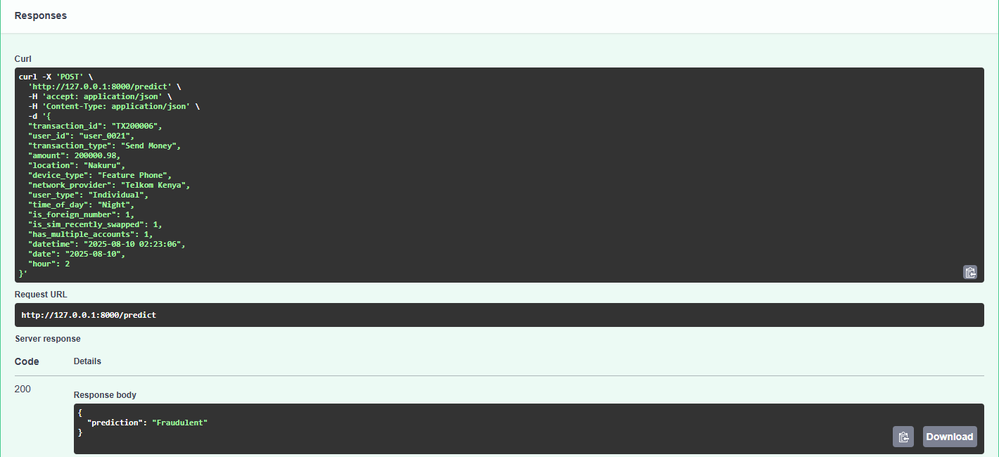 Responses
Curl
curl -X 'POST' \
  'http://127.0.0.1:8000/predict' \
  -H 'accept: application/json' \
  -H 'Content-Type: application/json' \
  -d '{
  "transaction_id": "TX200006",
  "user_id": "user_0021",
  "transaction_type": "Send Money",
  "amount": 200000.98,
  "location": "Nakuru",
  "device_type": "Feature Phone",
  "network_provider": "Telkom Kenya",
  "user_type": "Individual",
  "time_of_day": "Night",
  "is_foreign_number": 1,
  "is_sim_recently_swapped": 1,
  "has_multiple_accounts": 1,
  "datetime": "2025-08-10 02:23:06",
  "date": "2025-08-10",
  "hour": 2
}'
Request URL
http://127.0.0.1:8000/predict
Server response
Code Details
200
Response body
{
  "prediction": "Fraudulent"
}
Download